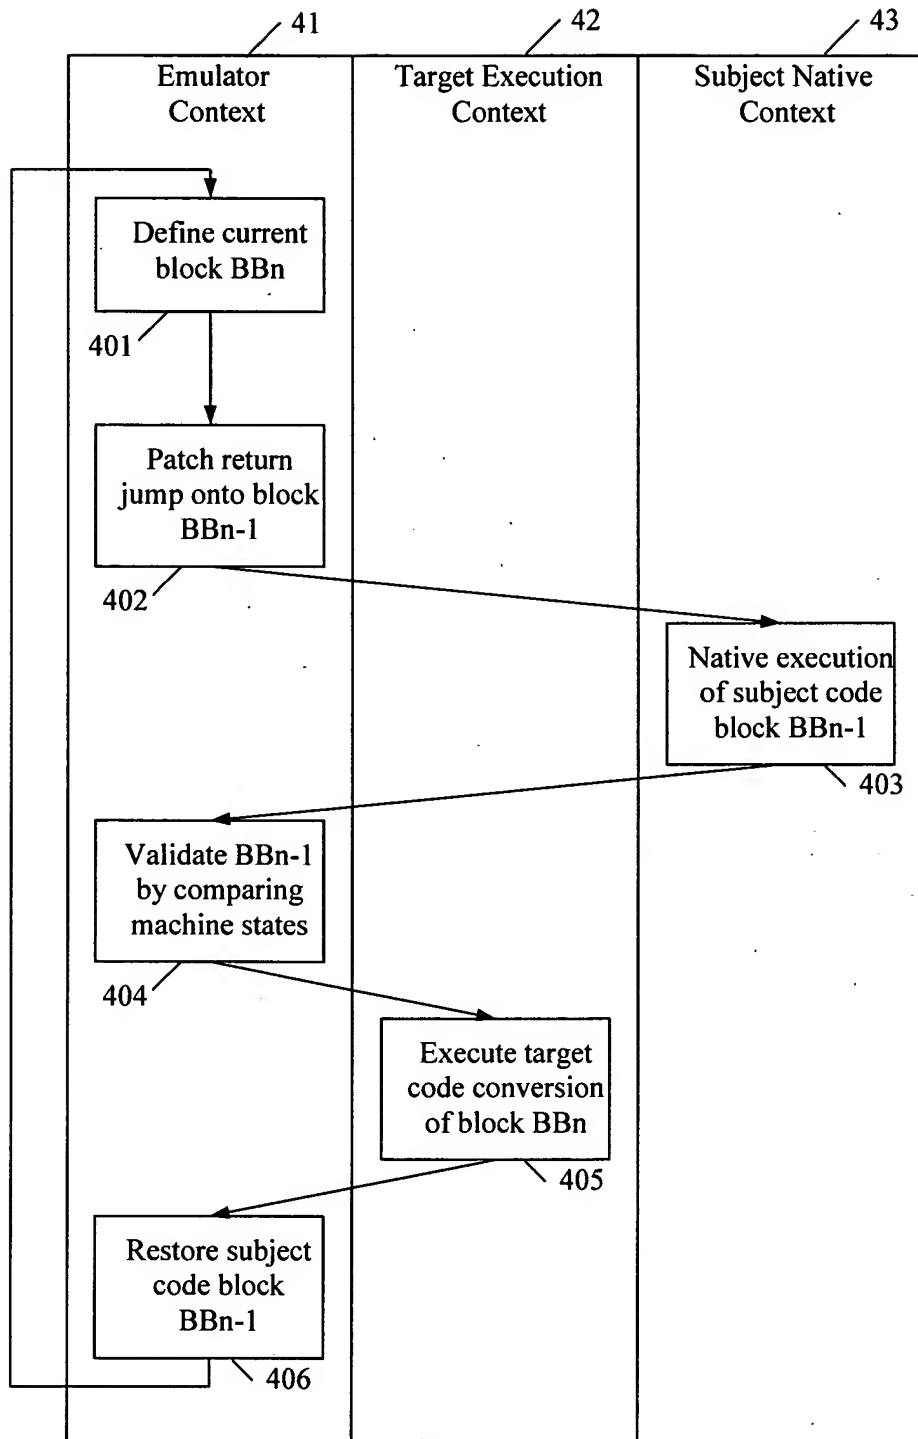 41
42
43
Emulator
Context
Target Execution
Context
Subject Native
Context
Define current
block BBn
401
Patch return
jump onto block
BBn-1
402
Native execution
of subject code
block BBn-1
403
Validate BBn-1
by comparing
machine states
404
Execute target
code conversion
of block BBn
405
Restore subject
code block
BBn-1
406